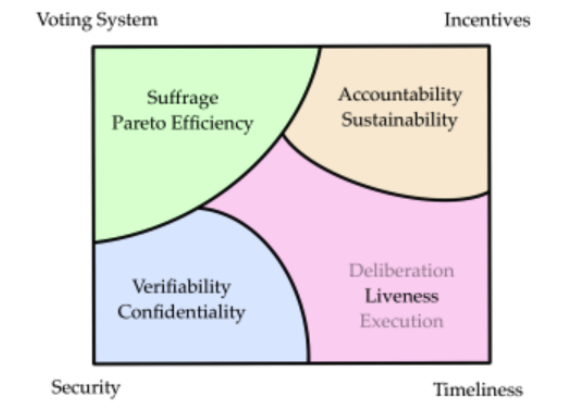 Voting System
Incentives
Suffrage
Pareto Efficiency
Accountability
Sustainability
Verifiability
Confidentiality
Deliberation
Liveness
Execution
Security
Timeliness